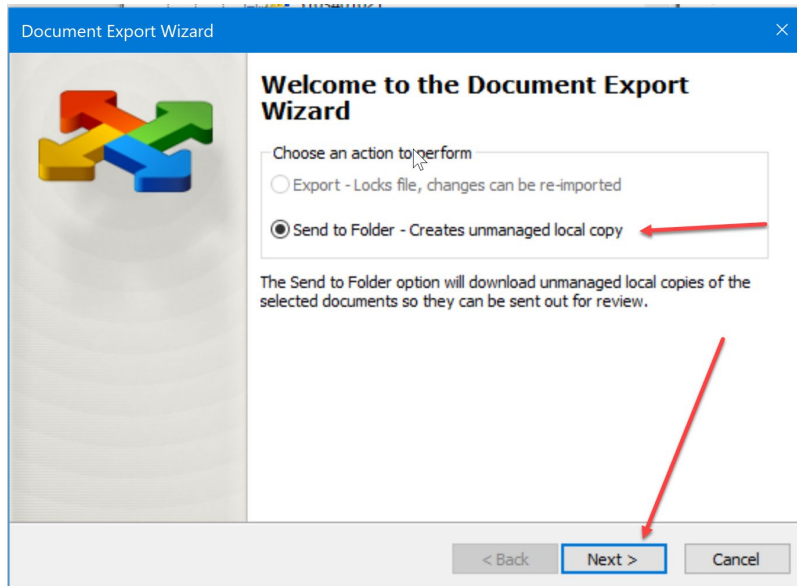 Document Export Wizard
Welcome to the Document Export
Wizard
Choose an action to perform
Export - Locks file, changes can be re-imported
Send to Folder - Creates unmanaged local copy
The Send to Folder option will download unmanaged local copies of the
selected documents so they can be sent out for review.
< Back
Next >
Cancel